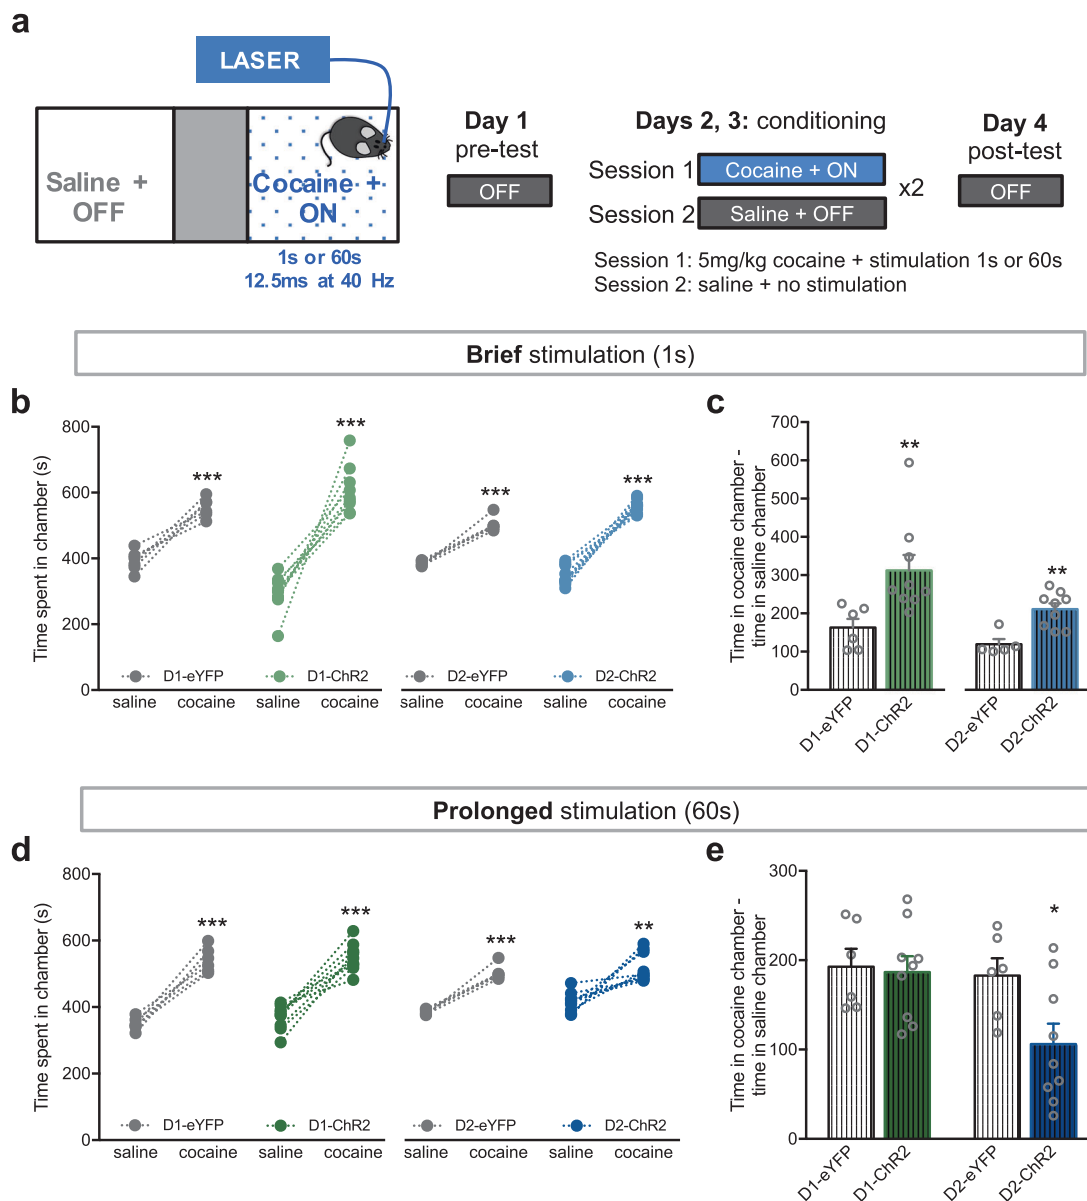 a
LASER
Saline +
OFF
Cocaine +
ON
1s or 60s
12.5ms at 40 Hz
Day 1
pre-test
OFF
Days 2, 3: conditioning
Session 1
Cocaine + ON
Session 2
Saline + OFF
x2
Day 4
post-test
OFF
Session 1: 5mg/kg cocaine + stimulation 1s or 60s
Session 2: saline + no stimulation
Brief stimulation (1s)
b
Time spent in chamber (s)
800
600
400
200
0
***
***
***
***
D1-eYFP
D1-ChR2
D2-eYFP
D2-ChR2
saline cocaine saline cocaine saline cocaine saline cocaine
c
Time in cocaine chamber -
time in saline chamber
700
600
500
400
300
200
100
0
**
**
D1-eYFP
D1-ChR2
D2-eYFP
D2-ChR2
Prolonged stimulation (60s)
d
Time spent in chamber (s)
800
600
400
200
0
***
***
***
**
D1-eYFP
D1-ChR2
D2-eYFP
D2-ChR2
saline cocaine saline cocaine saline cocaine saline cocaine
e
Time in cocaine chamber -
time in saline chamber
300
200
100
0
*
D1-eYFP
D1-ChR2
D2-eYFP
D2-ChR2